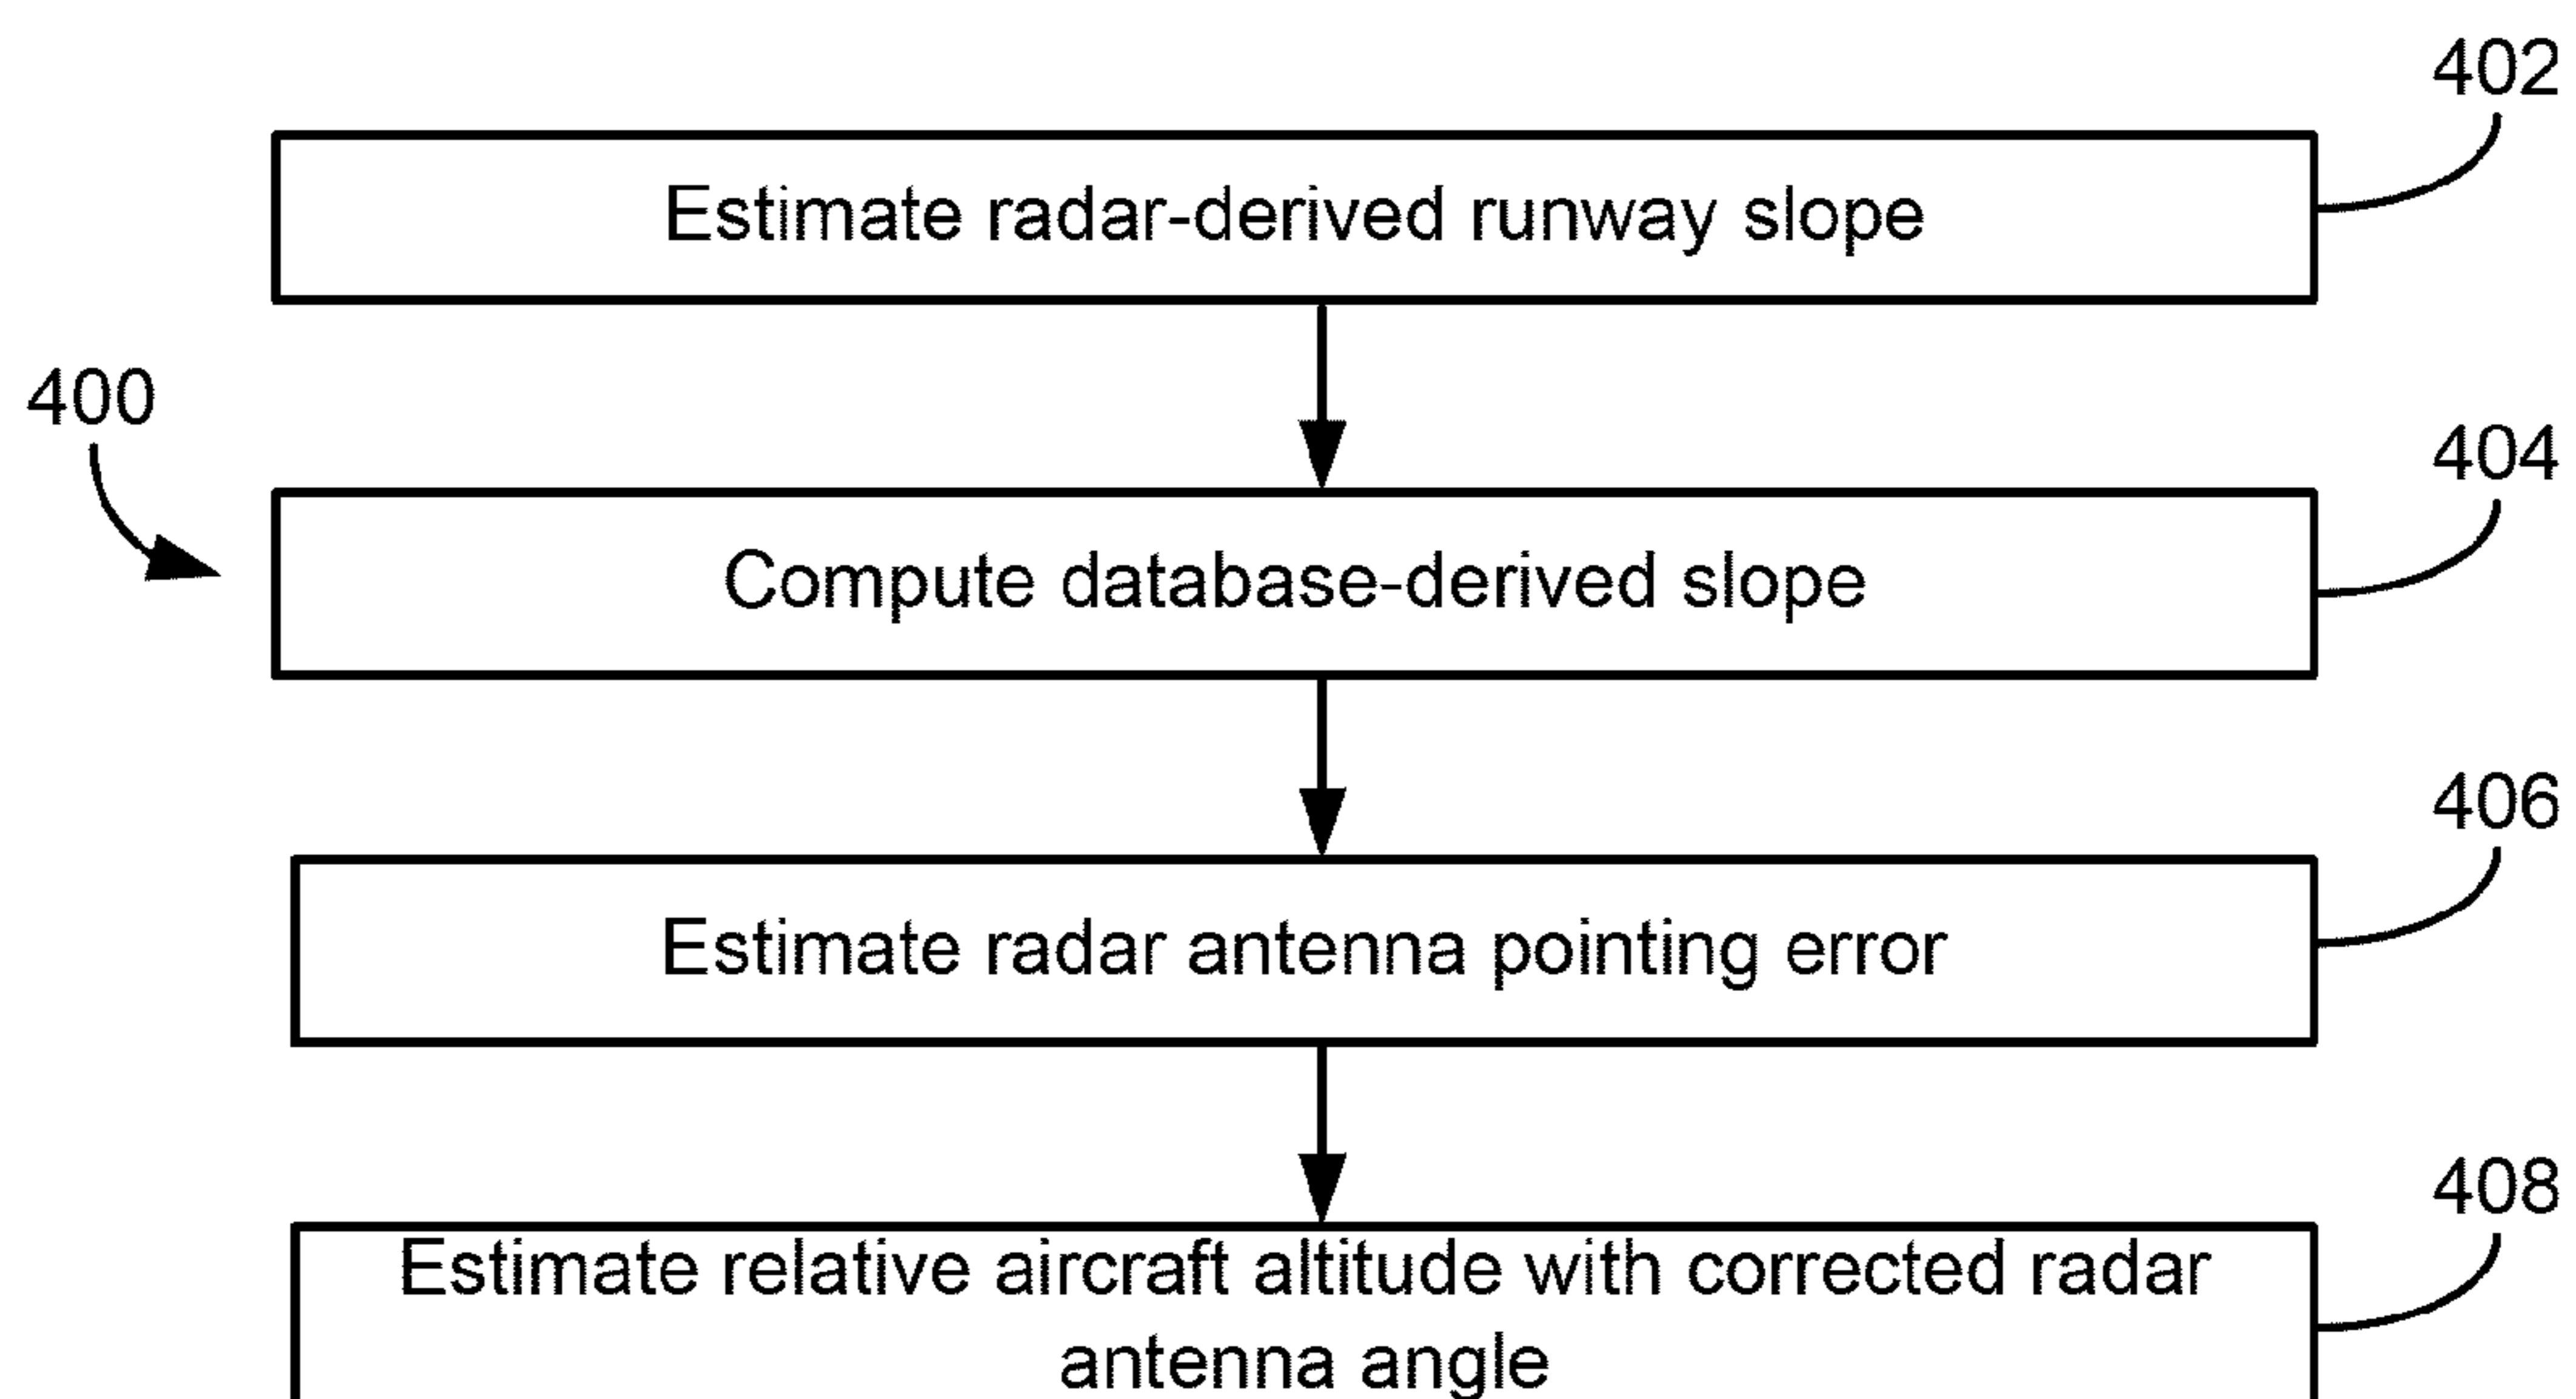 402
Estimate radar-derived runway slope
400
404
Compute database-derived slope
406
Estimate radar antenna pointing error
408
Estimate relative aircraft altitude with corrected radar
antenna angle